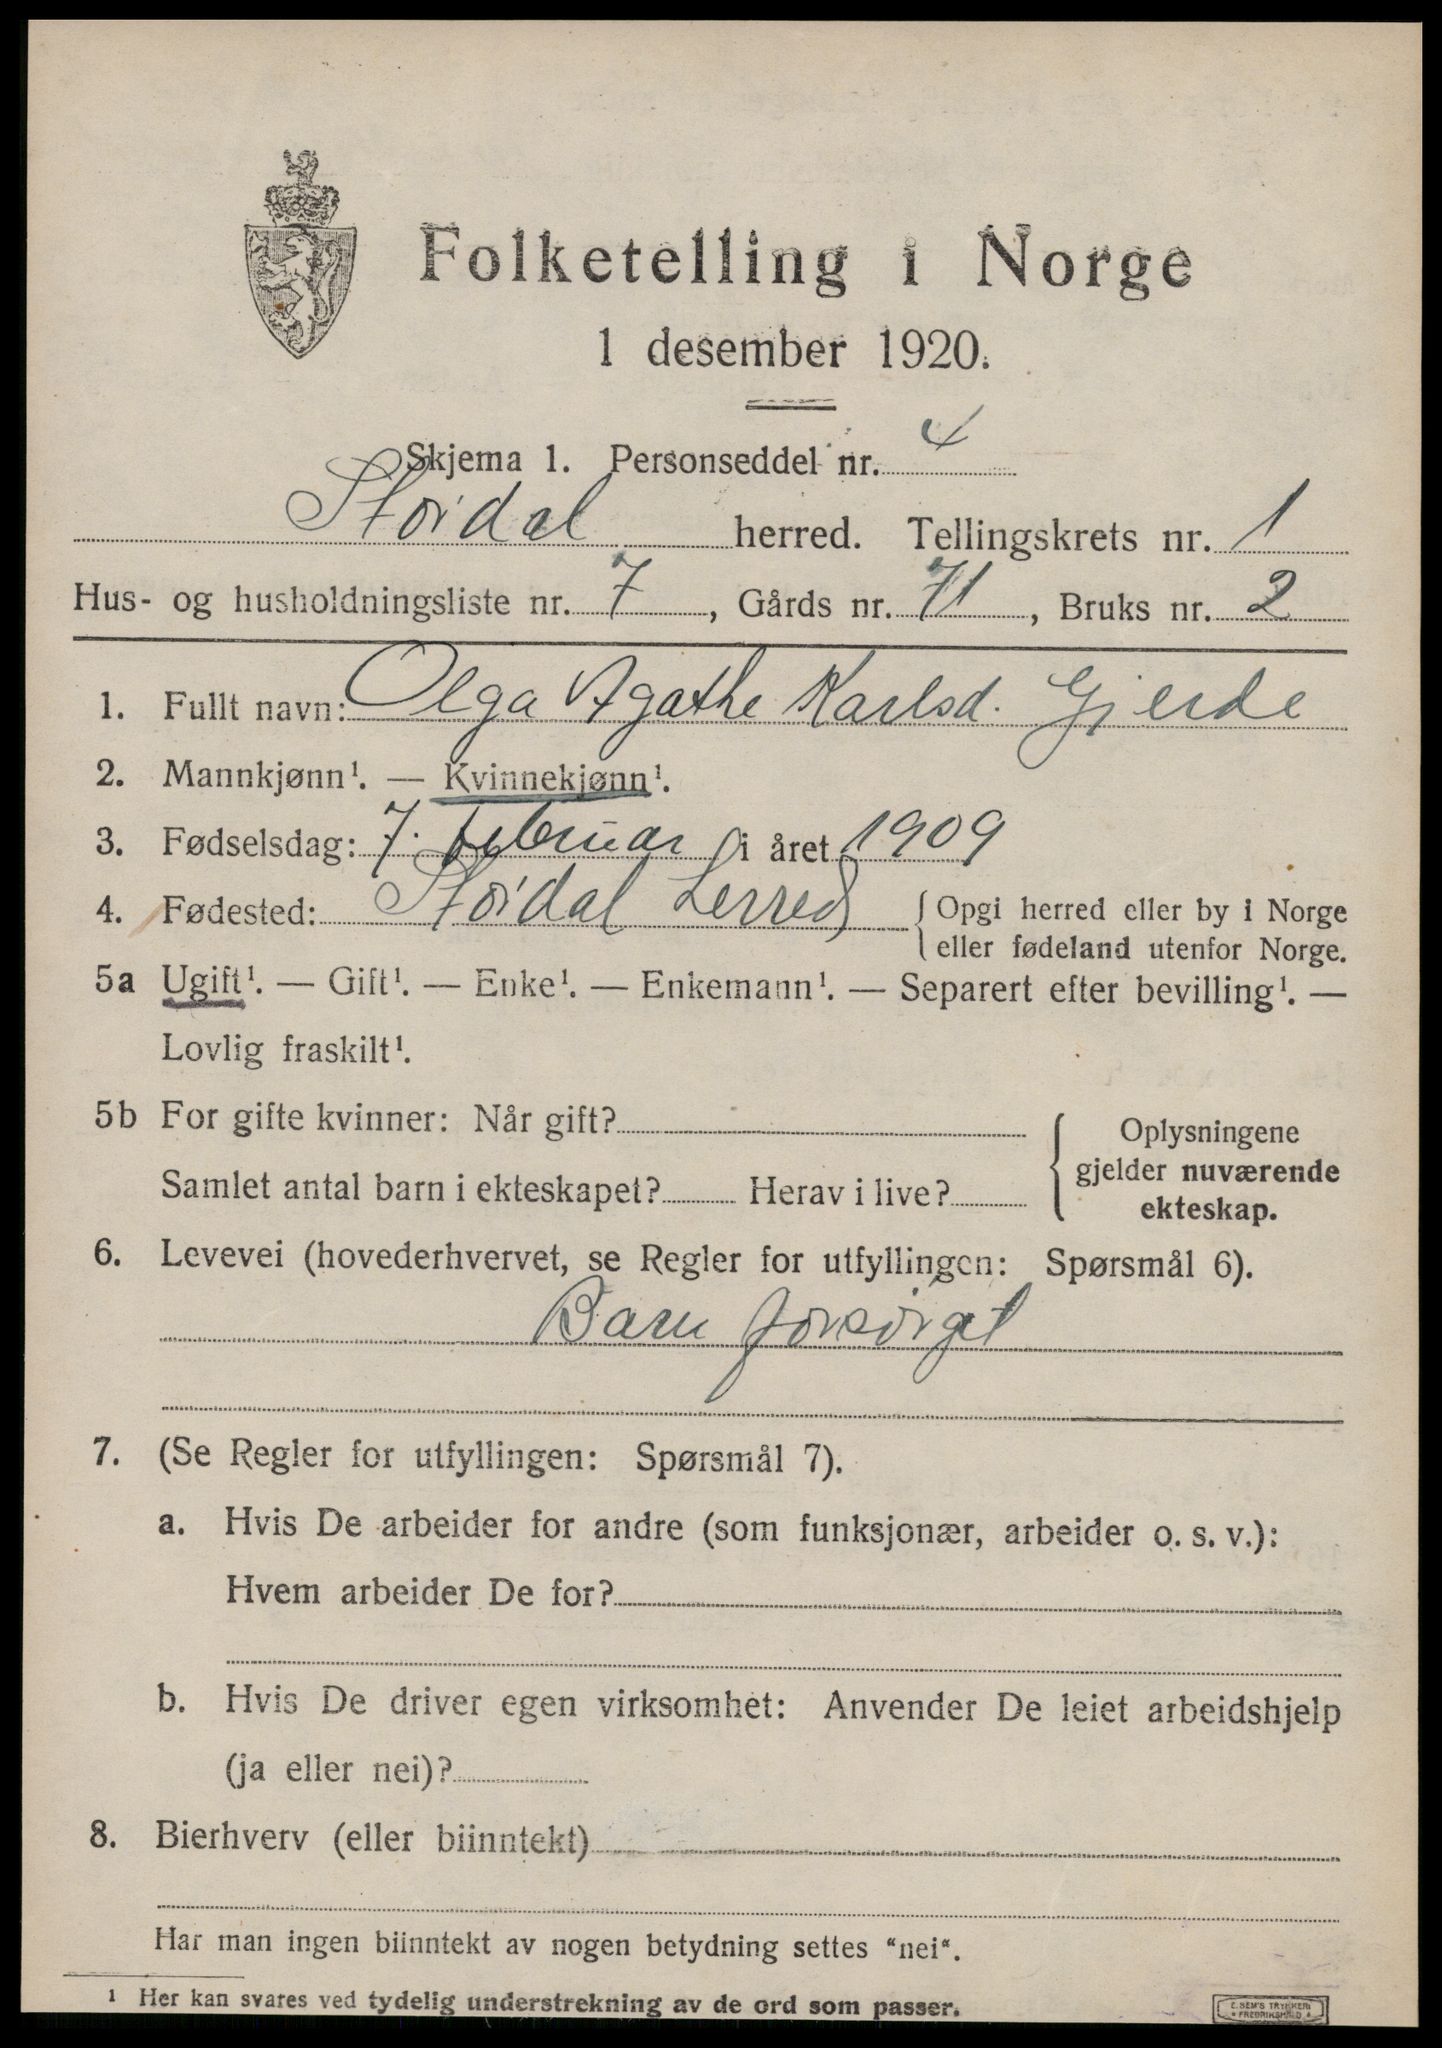 Folketelling i Norge
1 desember 1920.
Skjema 1. Personseddel nr. 4
Stordal herred. Tellingskrets nr. 1
Hus- og husholdningsliste nr. 7, Gårds nr. 71, Bruks nr. 2
1. Fullt navn: Olga Agathe Karlsd. Gjerde
2. Mannkjønn¹. — Kvinnekjønn¹.
3. Fødselsdag: 7. februar i året 1909
4. Fødested: Stordal herred { Opgi herred eller by i Norge
eller fødeland utenfor Norge.
5a Ugift¹. — Gift¹. — Enke¹. — Enkemann¹. — Separert efter bevilling¹. —
Lovlig fraskilt¹.
5b For gifte kvinner: Når gift?
Samlet antal barn i ekteskapet? Herav i live?
{ Oplysningene
gjelder nuværende
ekteskap.
6. Levevei (hovederhvervet, se Regler for utfyllingen: Spørsmål 6).
Barn forsørget
7. (Se Regler for utfyllingen: Spørsmål 7).
a. Hvis De arbeider for andre (som funksjonær, arbeider o. s. v.):
Hvem arbeider De for?
b. Hvis De driver egen virksomhet: Anvender De leiet arbeidshjelp
(ja eller nei)?
8. Bierhverv (eller biinntekt)
Har man ingen biinntekt av nogen betydning settes "nei".
1 Her kan svares ved tydelig understrekning av de ord som passer.
E. SEM'S TRYKKERI
FREDRIKSHALD